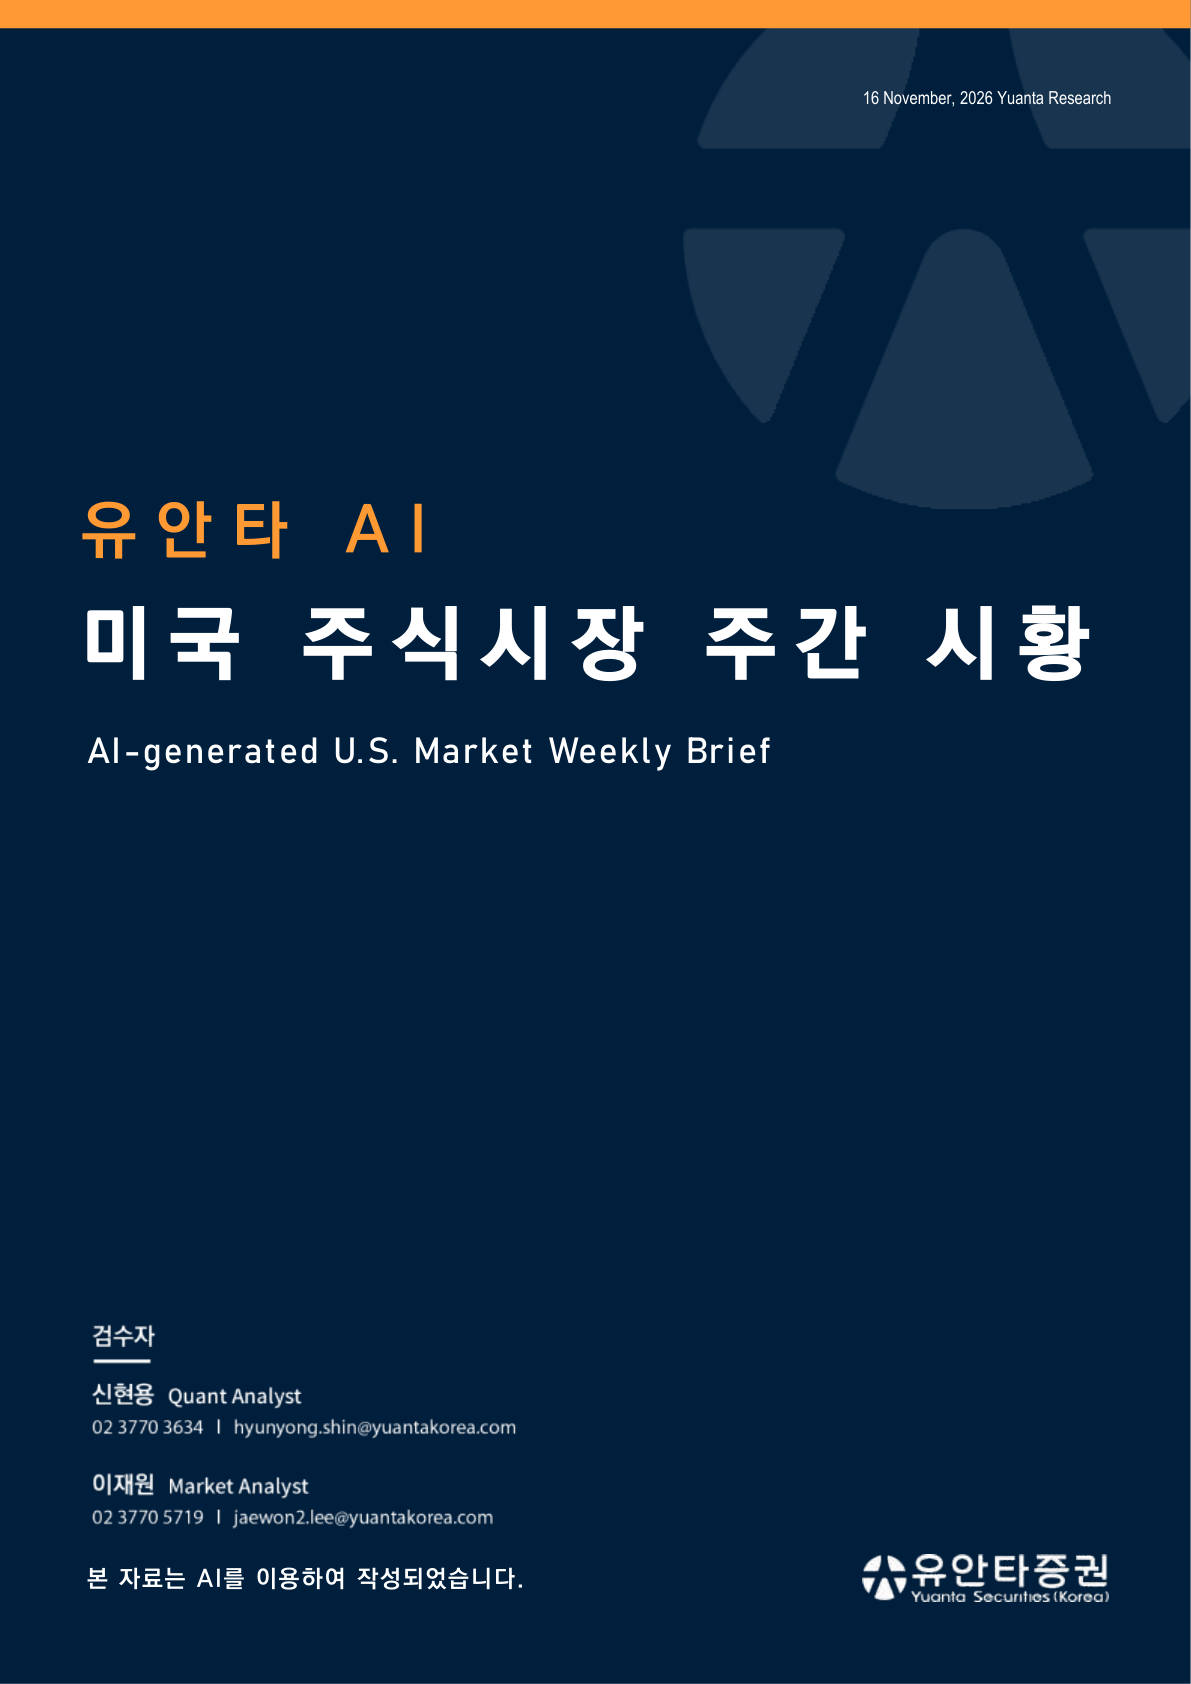 16 November, 2026 Yuanta Research
유안타 AI
미국 주식시장 주간 시황
AI-generated U.S. Market Weekly Brief
검수자
신현용 Quant Analyst
02 3770 3634 l hyunyong.shin@yuantakorea.com
이재원 Market Analyst
02 3770 5719 l jaewon2.lee@yuantakorea.com
본 자료는 AI를 이용하여 작성되었습니다.
유안타증권
Yuanta Securities (Korea)